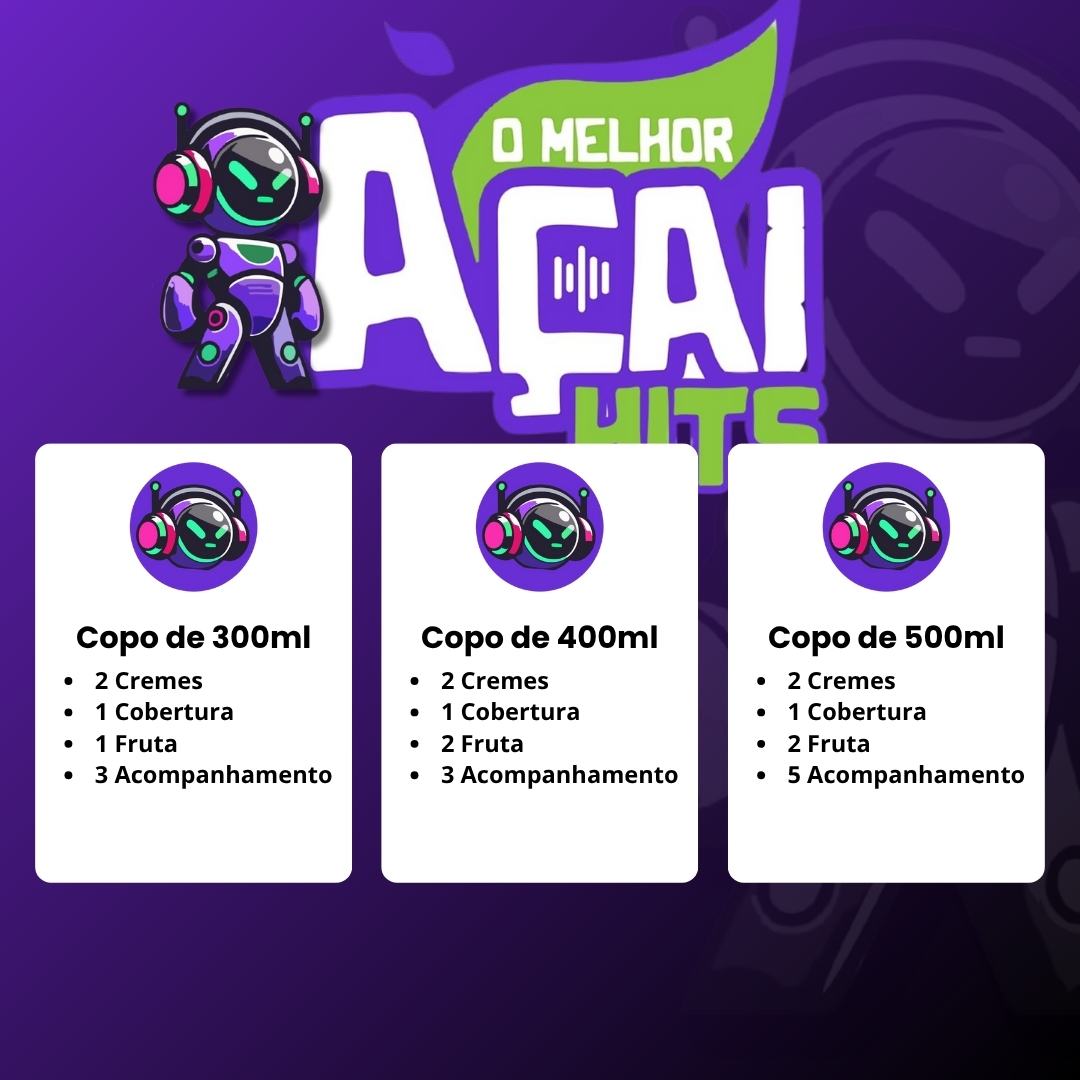 O MELHOR
AÇAI
HITS
Copo de 300ml
• 2 Cremes
• 1 Cobertura
• 1 Fruta
• 3 Acompanhamento
Copo de 400ml
• 2 Cremes
• 1 Cobertura
• 2 Fruta
• 3 Acompanhamento
Copo de 500ml
• 2 Cremes
• 1 Cobertura
• 2 Fruta
• 5 Acompanhamento